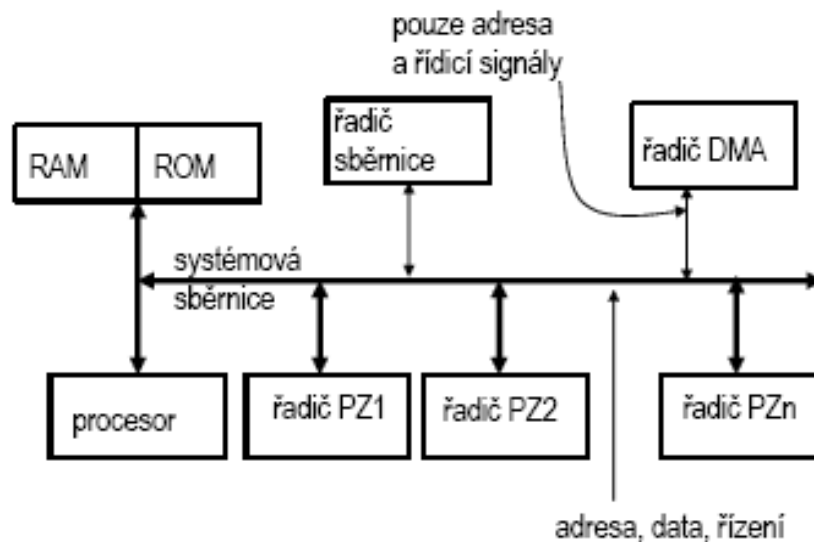 pouze adresa
a řídicí signály
RAM
ROM
řadič
sběrnice
řadič DMA
systémová
sběrnice
procesor
řadič PZ1
řadič PZ2
řadič PZn
adresa, data, řízení